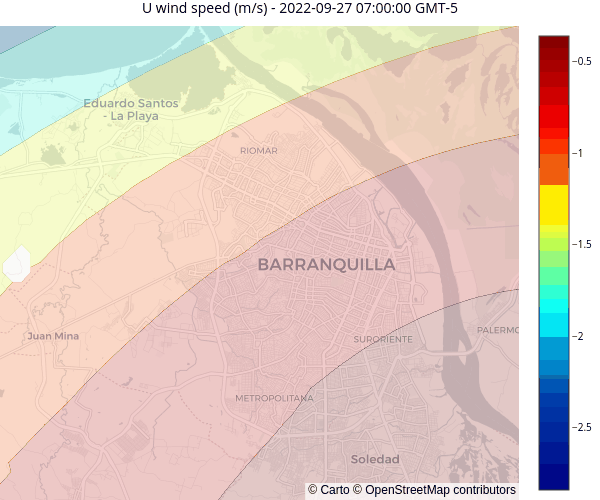 U wind speed (m/s) - 2022-09-27 07:00:00 GMT-5
−0.5
Eduardo Santos
- La Playa
RIOMAR
−1
−1.5
BARRANQUILLA
Juan Mina
SURORIENTE
PALERMO
−2
METROPOLITANA
−2.5
Soledad
© Carto © OpenStreetMap contributors